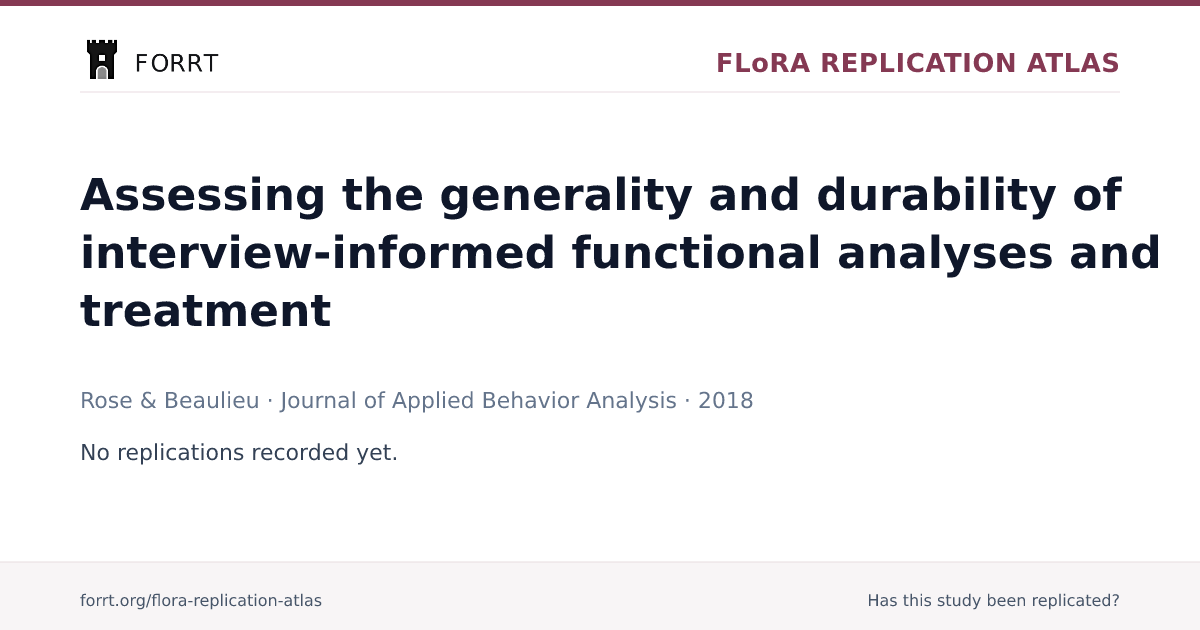 FORRT
FLoRA REPLICATION ATLAS
Assessing the generality and durability of
interview-informed functional analyses and
treatment
Rose & Beaulieu · Journal of Applied Behavior Analysis · 2018
No replications recorded yet.
forrt.org/flora-replication-atlas
Has this study been replicated?